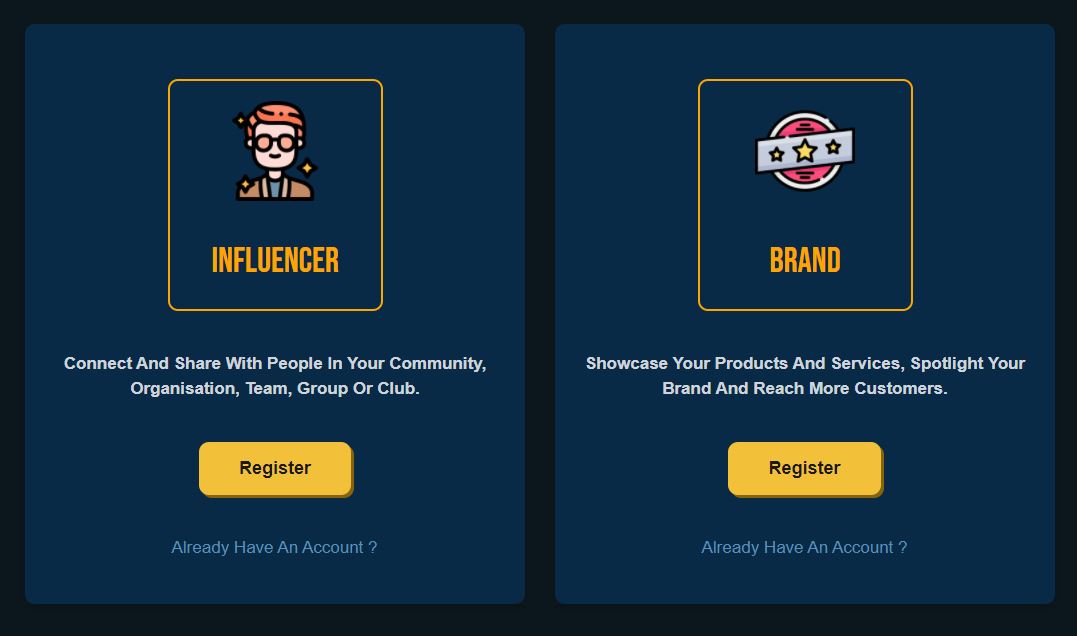 INFLUENCER
Connect And Share With People In Your Community,
Organisation, Team, Group Or Club.
Register
Already Have An Account ?
BRAND
Showcase Your Products And Services, Spotlight Your
Brand And Reach More Customers.
Register
Already Have An Account ?